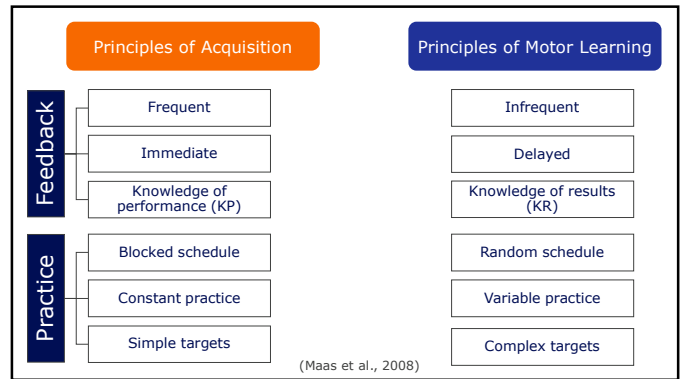 Principles of Acquisition
Principles of Motor Learning
Feedback
Frequent
Infrequent
Immediate
Delayed
Knowledge of
performance (KP)
Knowledge of results
(KR)
Practice
Blocked schedule
Random schedule
Constant practice
Variable practice
Simple targets
Complex targets
(Maas et al., 2008)